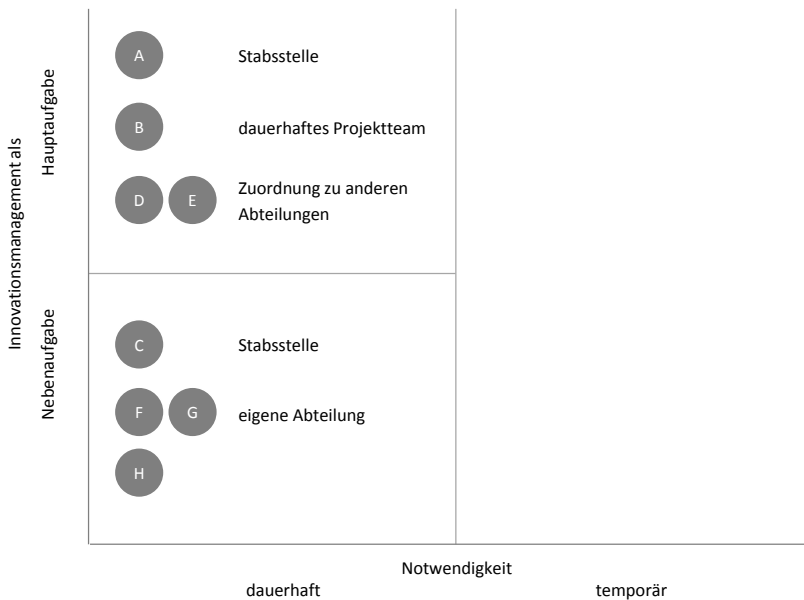 Innovationsmanagement als
Hauptaufgabe
A
Stabsstelle
B
dauerhaftes Projektteam
D E
Zuordnung zu anderen
Abteilungen
Nebenaufgabe
C
Stabsstelle
F G
eigene Abteilung
H
Notwendigkeit
dauerhaft
temporär